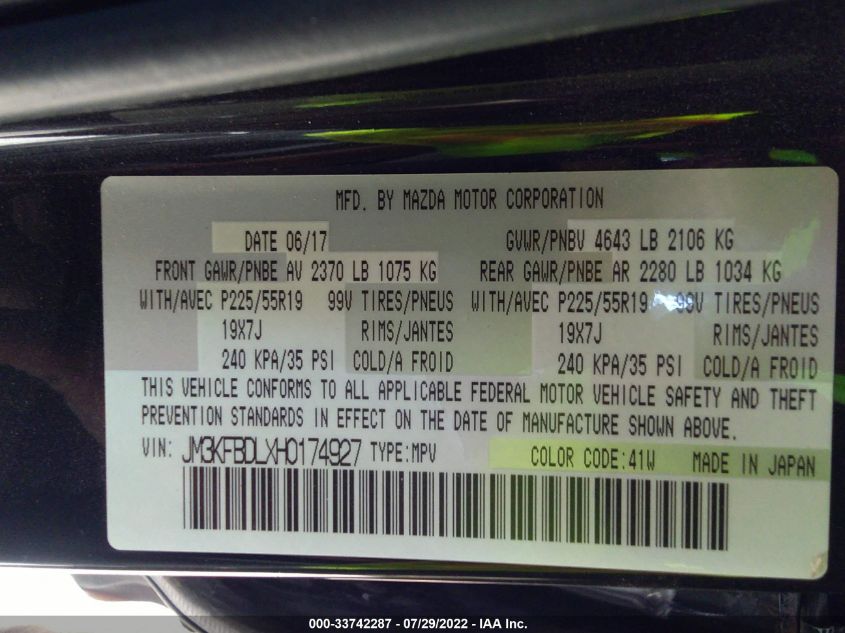 MFD. BY MAZDA MOTOR CORPORATION
DATE 06/17 GVWR/PNBV 4643 LB 2106 KG
FRONT GAWR/PNBE AV 2370 LB 1075 KG REAR GAWR/PNBE AR 2280 LB 1034 KG
WITH/AVEC P225/55R19 99V TIRES/PNEUS WITH/AVEC P225/55R19 99V TIRES/PNEUS
19X7J RIMS/JANTES 19X7J RIMS/JANTES
240 KPA/35 PSI COLD/A FROID 240 KPA/35 PSI COLD/A FROID
THIS VEHICLE CONFORMS TO ALL APPLICABLE FEDERAL MOTOR VEHICLE SAFETY AND THEFT
PREVENTION STANDARDS IN EFFECT ON THE DATE OF MANUFACTURE SHOWN ABOVE.
VIN: JM3KFBDLXH0174927 TYPE:MPV COLOR CODE:41W MADE IN JAPAN
000-33742287 - 07/29/2022 - IAA Inc.